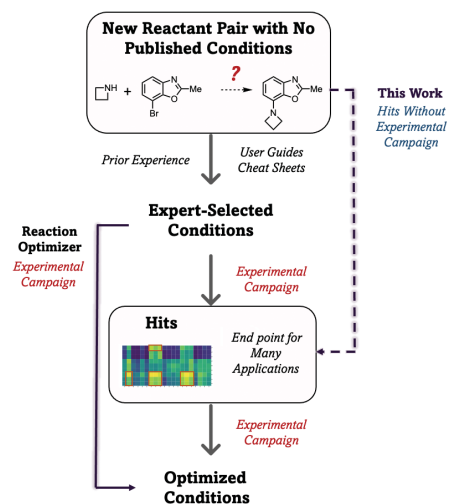 New Reactant Pair with No
Published Conditions
NH
+
N
O
Br
Me
?
N
O
N
Me
This Work
Hits Without
Experimental
Campaign
Prior Experience
User Guides
Cheat Sheets
Expert-Selected
Conditions
Reaction
Optimizer
Experimental
Campaign
Experimental
Campaign
Hits
End point for
Many
Applications
Experimental
Campaign
Optimized
Conditions